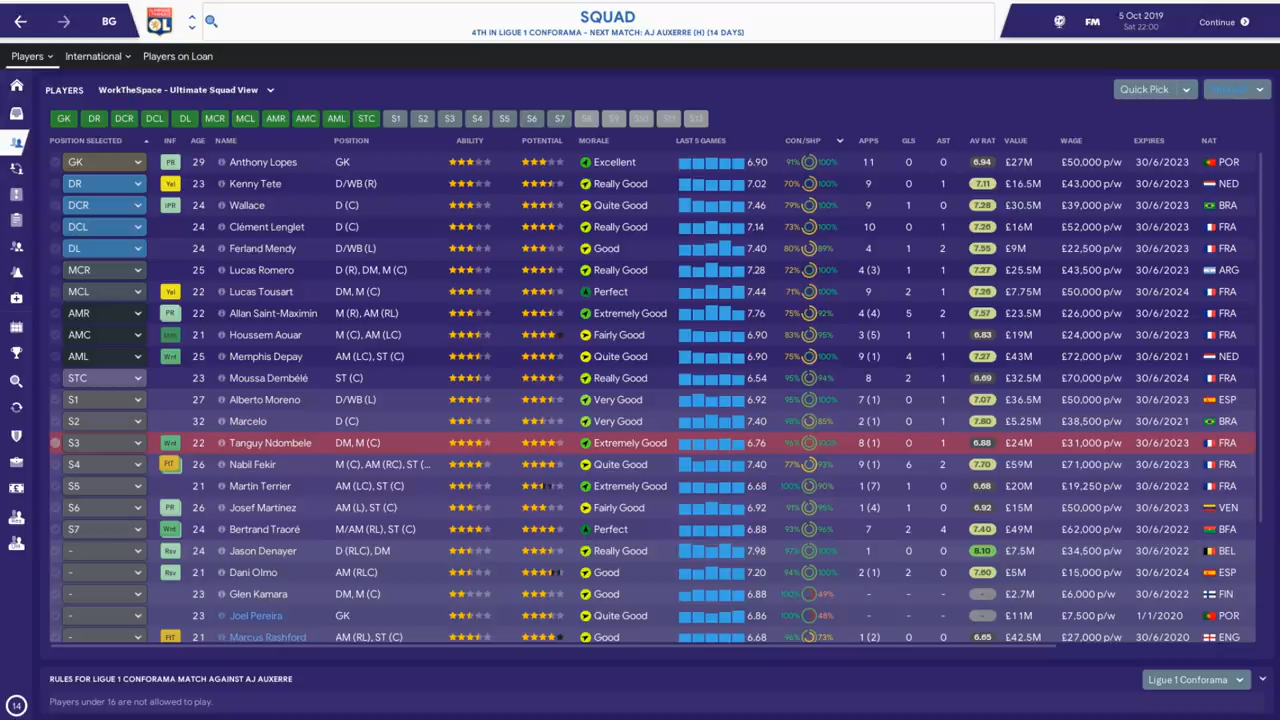 BG
OL
SQUAD
4TH IN LIGUE 1 CONFORAMA - NEXT MATCH: AJ AUXERRE (H) (14 DAYS)
FM
5 Oct 2019
Sat 22:00
Continue
Players International Players on Loan
PLAYERS WorkTheSpace - Ultimate Squad View Quick Pick
GK DR DCR DCL DL MCR MCL AMR AMC AML STC S1 S2 S3 S4 S5 S6 S7 S8 S9 S10 S11 S12
POSITION SELECTED INF AGE NAME POSITION ABILITY POTENTIAL MORALE LAST 5 GAMES CON/SHP APPS GLS AST AV RAT VALUE WAGE EXPIRES NAT
GK PR 29 Anthony Lopes GK Excellent 6.90 91% 100% 11 0 0 6.94 £27M £50,000 p/w 30/6/2023 POR
DR Yel 23 Kenny Tete D/WB (R) Really Good 7.02 70% 100% 9 0 1 7.11 £16.5M £43,000 p/w 30/6/2023 NED
DCR IPR 24 Wallace D (C) Quite Good 7.46 79% 100% 9 1 0 7.28 £30.5M £39,000 p/w 30/6/2023 BRA
DCL 24 Clément Lenglet D (C) Really Good 7.14 73% 100% 10 0 1 7.26 £16M £52,000 p/w 30/6/2023 FRA
DL 24 Ferland Mendy D/WB (L) Good 7.40 80% 89% 4 1 2 7.55 £9M £22,500 p/w 30/6/2023 FRA
MCR 25 Lucas Romero D (R), DM, M (C) Really Good 7.28 72% 100% 4 (3) 1 1 7.27 £25.5M £43,500 p/w 30/6/2023 ARG
MCL Yel 22 Lucas Tousart DM, M (C) Perfect 7.44 71% 100% 9 2 1 7.26 £7.75M £50,000 p/w 30/6/2024 FRA
AMR PR 22 Allan Saint-Maximin M (R), AM (RL) Extremely Good 7.76 75% 92% 4 (4) 5 2 7.57 £23.5M £26,000 p/w 30/6/2022 FRA
AMC 21 Houssem Aouar M (C), AM (LC) Fairly Good 6.90 83% 95% 3 (5) 1 1 6.83 £19M £24,000 p/w 30/6/2023 FRA
AML Wnt 25 Memphis Depay AM (LC), ST (C) Quite Good 6.90 75% 100% 9 (1) 4 1 7.27 £43M £72,000 p/w 30/6/2021 NED
STC 23 Moussa Dembélé ST (C) Really Good 6.54 95% 94% 8 2 1 6.69 £32.5M £70,000 p/w 30/6/2024 FRA
S1 27 Alberto Moreno D/WB (L) Very Good 6.92 95% 100% 7 (1) 0 1 7.07 £36.5M £51,000 p/w 30/6/2023 ESP
S2 32 Marcelo D (C) Very Good 7.40 85% 2 (1) 0 1 7.80 £5.25M £38,500 p/w 30/6/2021 BRA
S3 Wnt 22 Tanguy Ndombele DM, M (C) Extremely Good 6.76 96% 100% 8 (1) 0 1 6.88 £24M £31,000 p/w 30/6/2023 FRA
S4 FIT 26 Nabil Fekir M (C), AM (RC), ST (... Quite Good 7.40 77% 93% 9 (1) 6 2 7.70 £59M £71,000 p/w 30/6/2023 FRA
S5 21 Martin Terrier AM (LC), ST (C) Extremely Good 6.68 100% 90% 1 (7) 1 0 6.68 £20M £19,250 p/w 30/6/2022 FRA
S6 PR 26 Josef Martínez AM (L), ST (C) Fairly Good 6.92 91% 95% 1 (4) 1 0 6.92 £15M £50,000 p/w 30/6/2023 VEN
S7 Wnt 24 Bertrand Traoré M/AM (RL), ST (C) Perfect 6.88 93% 96% 7 2 4 7.40 £49M £62,000 p/w 30/6/2022 BFA
- Rsv 24 Jason Denayer D (RLC), DM Really Good 7.98 97% 100% 1 0 0 8.10 £7.5M £34,500 p/w 30/6/2022 BEL
- Rsv 21 Dani Olmo AM (RLC) Good 7.20 94% 100% 2 (1) 2 0 7.60 £5M £15,000 p/w 30/6/2024 ESP
- 23 Glen Kamara DM, M (C) Good 6.88 100% 49% - - - - £2.7M £6,000 p/w 30/6/2022 FIN
- 23 Joel Pereira GK Quite Good 6.86 100% 48% - - - - £11M £7,500 p/w 1/1/2020 POR
- FIT 21 Marcus Rashford AM (RL), ST (C) Good 6.68 96% 73% 1 (2) 0 0 6.65 £42.5M £27,000 p/w 30/6/2020 ENG
RULES FOR LIGUE 1 CONFORAMA MATCH AGAINST AJ AUXERRE Ligue 1 Conforama
Players under 16 are not allowed to play.
14